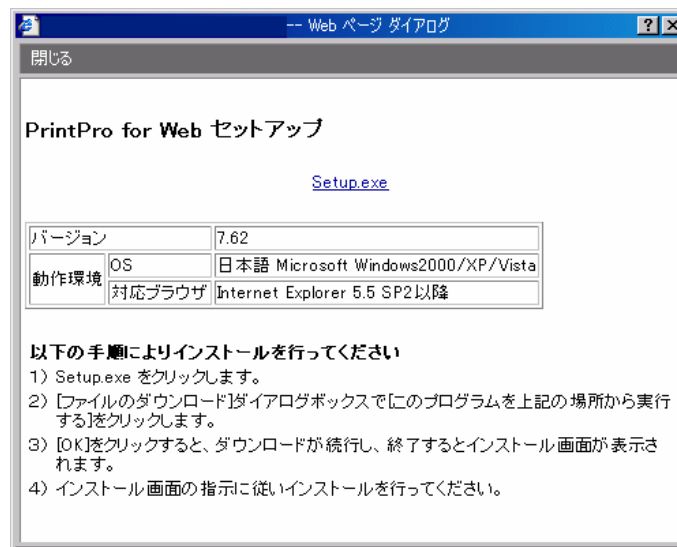 -- Web ページ ダイアログ
閉じる
PrintPro for Web セットアップ
Setup.exe
バージョン 7.62
動作環境 OS 日本語 Microsoft Windows2000/XP/Vista
対応ブラウザ Internet Explorer 5.5 SP2以降
以下の手順によりインストールを行ってください
1) Setup.exe をクリックします。
2) [ファイルのダウンロード]ダイアログボックスで[このプログラムを上記の場所から実行
する]をクリックします。
3) [OK]をクリックすると、ダウンロードが続行し、終了するとインストール画面が表示さ
れます。
4) インストール画面の指示に従いインストールを行ってください。